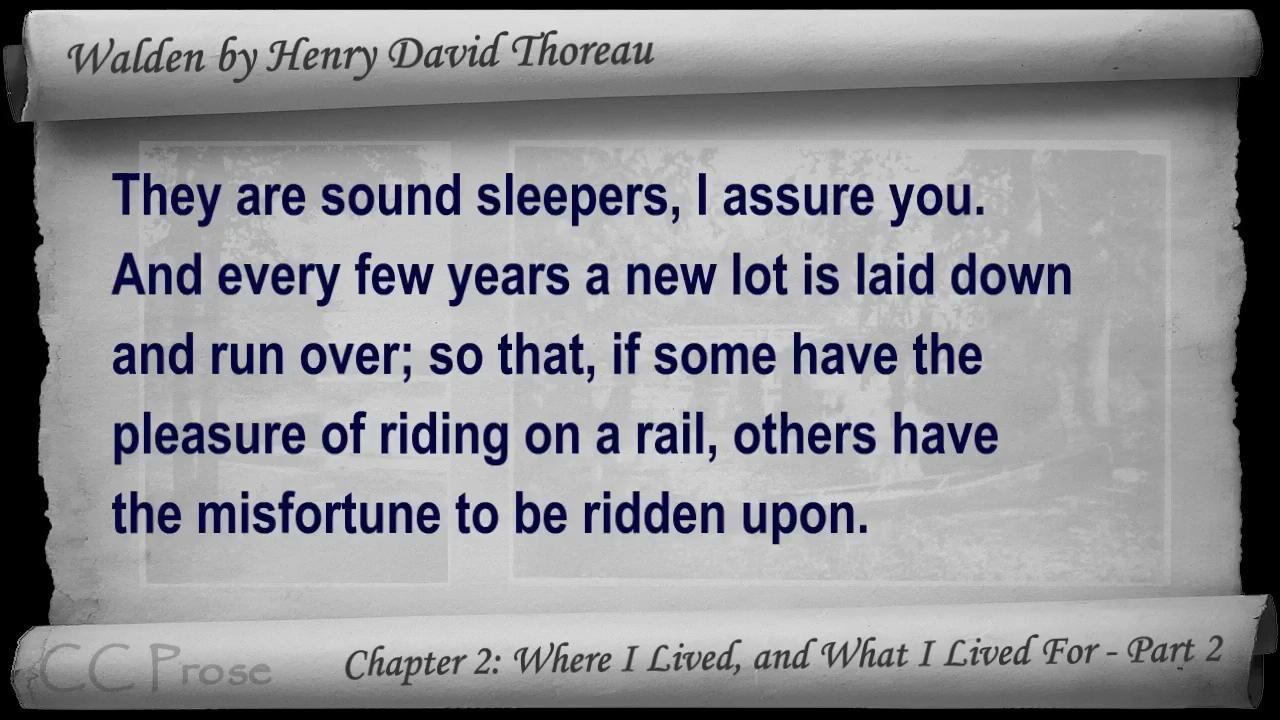 Walden by Henry David Thoreau
They are sound sleepers, I assure you.
And every few years a new lot is laid down
and run over; so that, if some have the
pleasure of riding on a rail, others have
the misfortune to be ridden upon.
CC Prose
Chapter 2: Where I Lived, and What I Lived For - Part 2